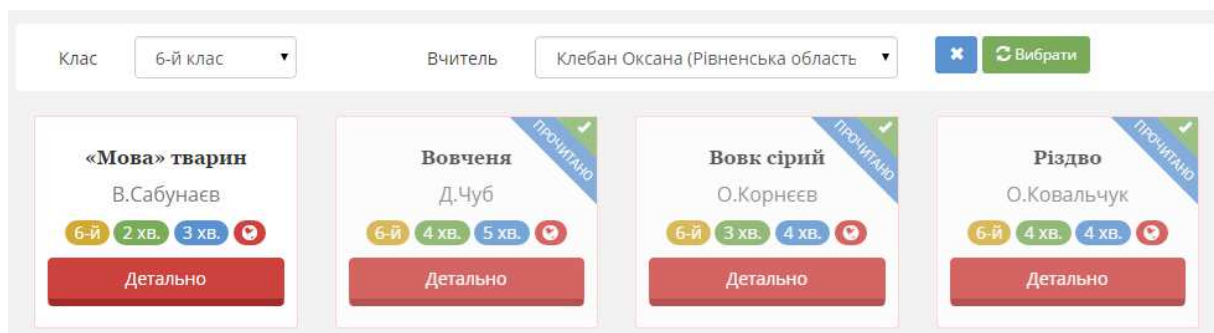 Клас 6-й клас Вчитель Клебан Оксана (Рівненська область Вибрати
«Мова» тварин
В.Сабунаєв
6-й 2 хв. 3 хв.
Детально
ПРОЧИТАНО
Вовченя
Д.Чуб
6-й 4 хв. 5 хв.
Детально
ПРОЧИТАНО
Вовк сірий
О.Корнєєв
6-й 3 хв. 4 хв.
Детально
ПРОЧИТАНО
Різдво
О.Ковальчук
6-й 4 хв. 4 хв.
Детально